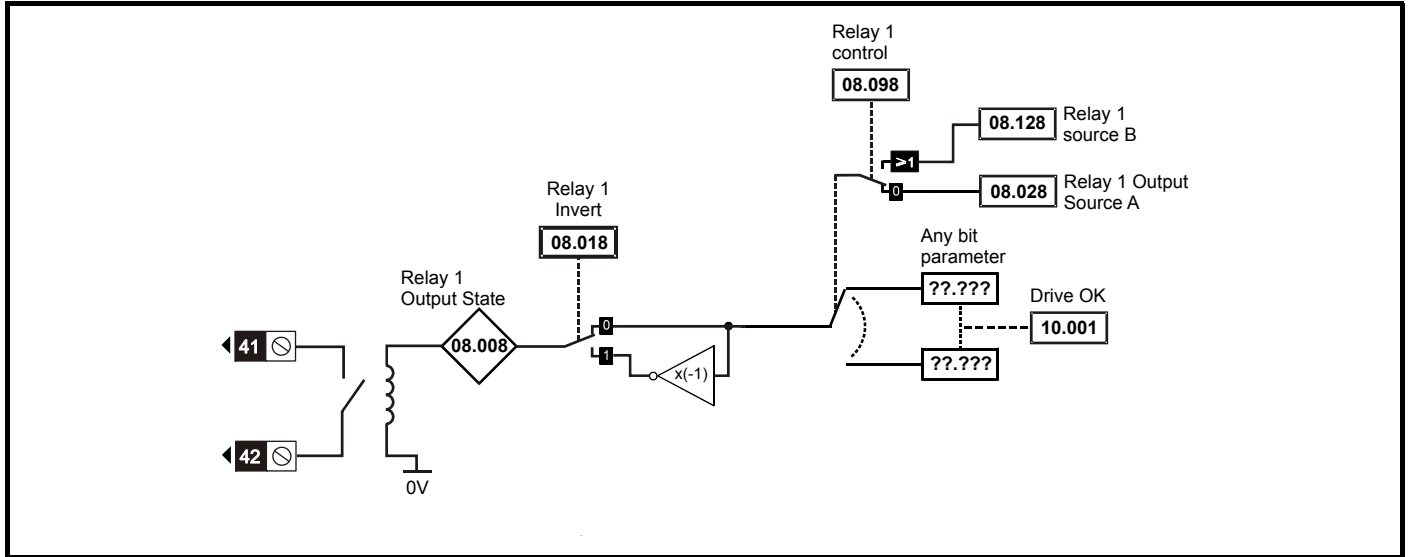 Relay 1
control
08.098
08.128
Relay 1
source B
>1
0
08.028
Relay 1 Output
Source A
Relay 1
Invert
08.018
Any bit
parameter
??.???
Drive OK
10.001
??.???
Relay 1
Output State
08.008
0
1
x(-1)
41
42
0V